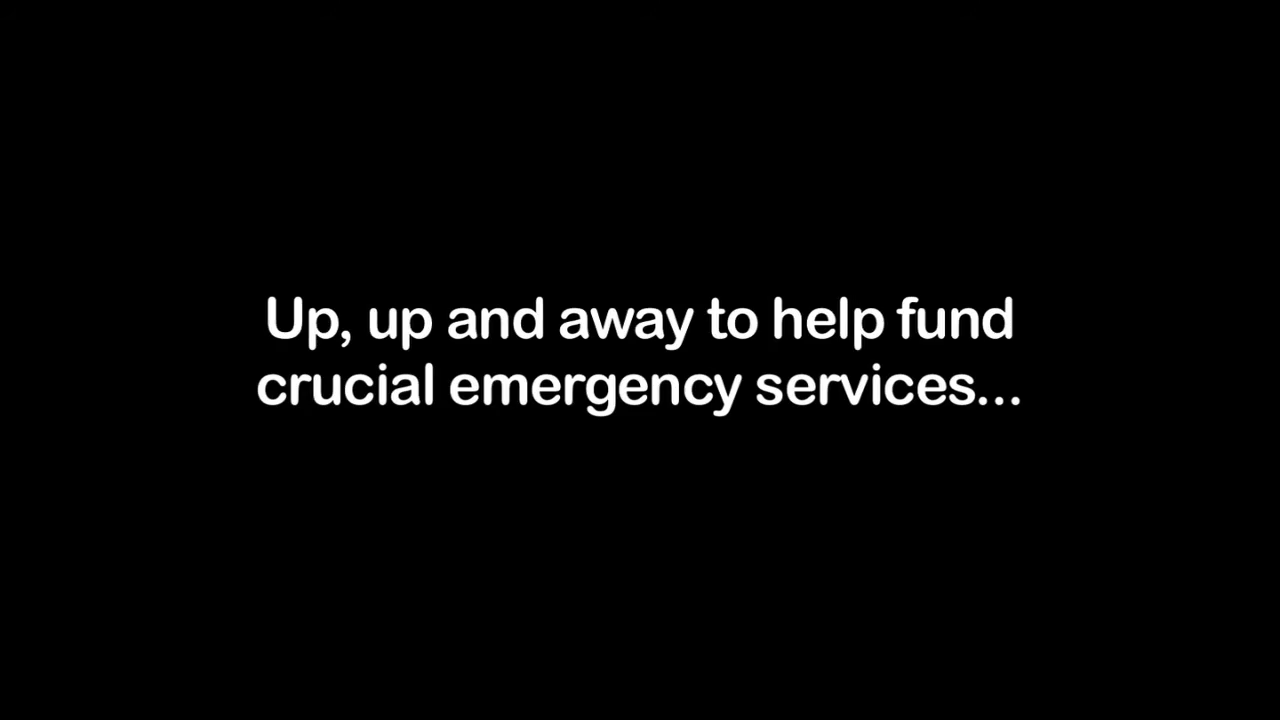 Up, up and away to help fund
crucial emergency services...